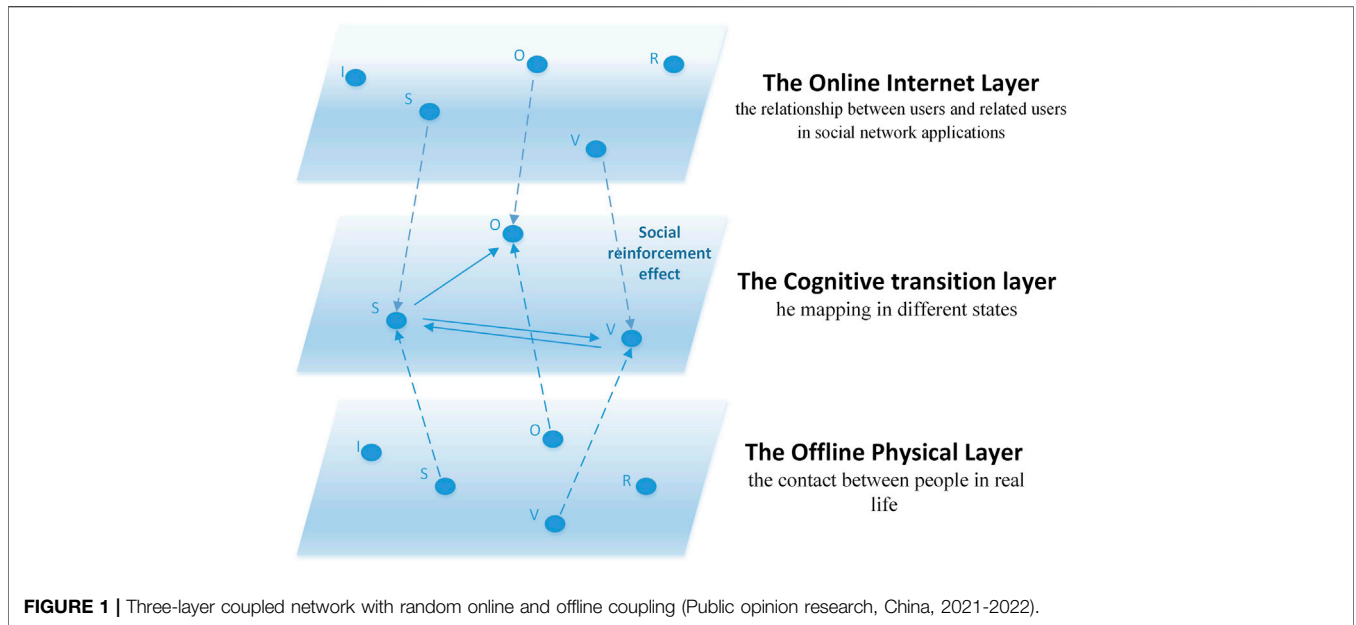 I
O
R
S
V
The Online Internet Layer
the relationship between users and related users
in social network applications
O
Social
reinforcement
effect
S
V
The Cognitive transition layer
he mapping in different states
I
O
S
R
V
The Offline Physical Layer
the contact between people in real
life
FIGURE 1 | Three-layer coupled network with random online and offline coupling (Public opinion research, China, 2021-2022).